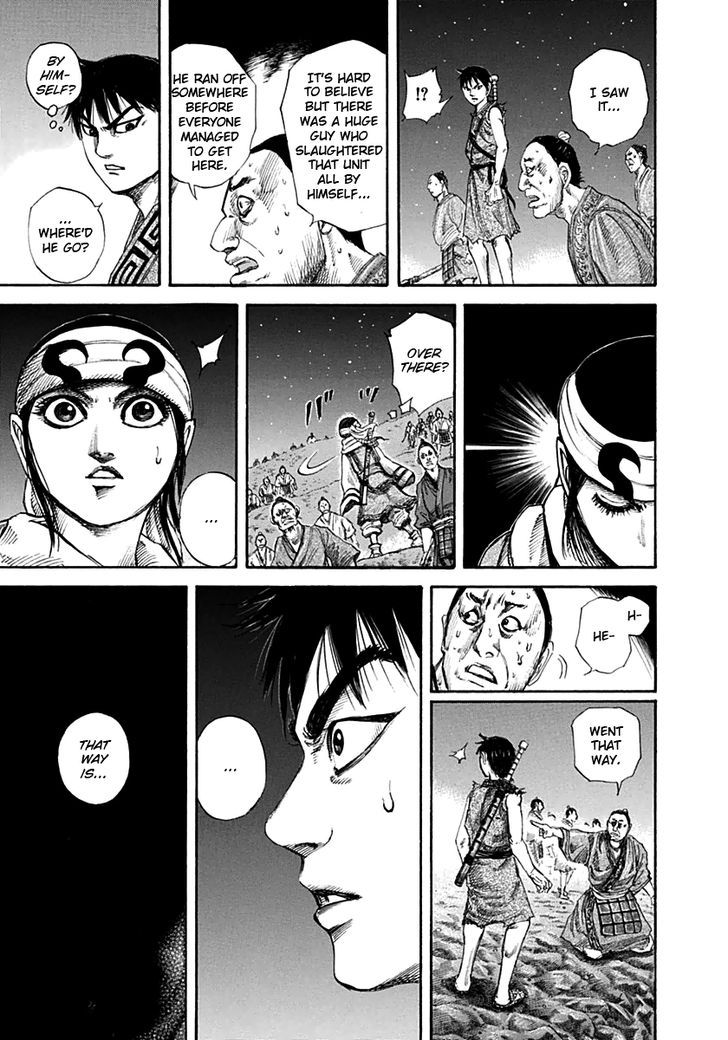 I SAW
IT...
!?
IT'S HARD
TO BELIEVE
BUT THERE
WAS A HUGE
GUY WHO
SLAUGHTERED
THAT UNIT
ALL BY
HIMSELF...
HE RAN OFF
SOMEWHERE
BEFORE
EVERYONE
MANAGED
TO GET
HERE.
BY
HIM-
SELF?
...
WHERE'D
HE GO?
OVER
THERE?
...
H-
HE-
WENT
THAT
WAY.
...
THAT
WAY
IS...